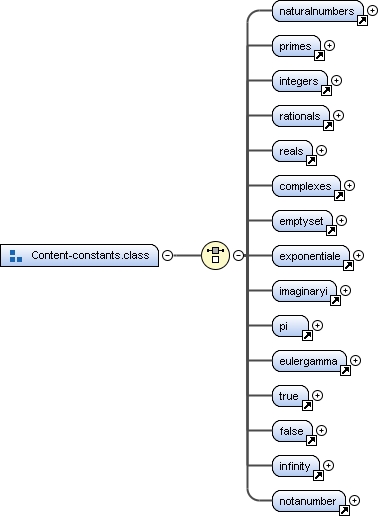 naturalnumbers
primes
integers
rationals
reals
complexes
emptyset
Content-constants.class
exponentiale
imaginaryi
pi
eulergamma
true
false
infinity
notanumber